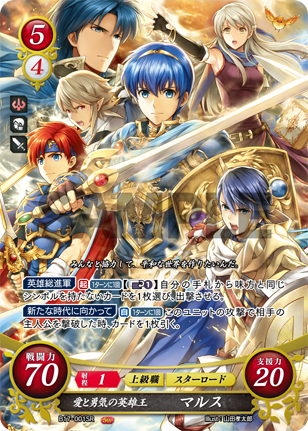 5
4
みんなと協力して、平和な世界を作りたいんだ。
英雄総進軍 起 1ターンに1回 1 自分の手札から味方と同じ
シンボルを持たないカードを1枚選び、出撃させる。
新たな時代に向かって 自 1ターンに1回 このユニットの攻撃で相手の
主人公を撃破した時、カードを1枚引く。
戦闘力
70
射程
1
上級職
スターロード
支援力
20
愛と勇気の英雄王 マルス
B17-001SR
Illust: 山田孝太郎